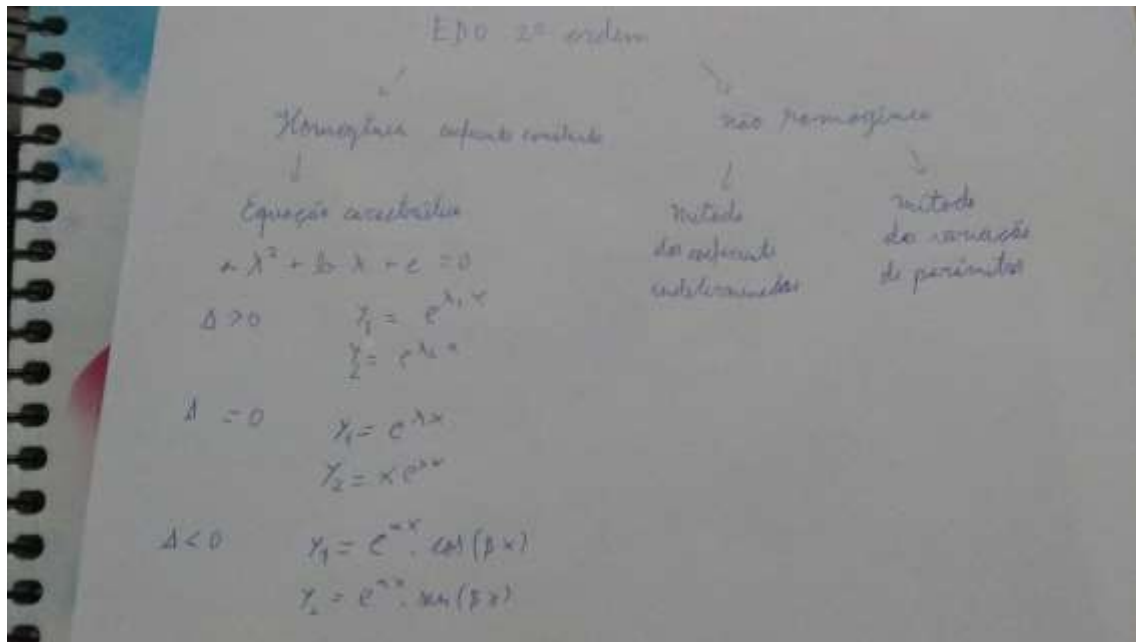 EDO 2ª ordem
Homogênea coeficiente constante
não homogênea
Equação característica
a λ² + b λ + c = 0
Δ > 0 y₁ = e^{λ₁ x}
y₂ = e^{λ₂ x}
Δ = 0 y₁ = e^{λx}
y₂ = x e^{λx}
Δ < 0 y₁ = e^{αx} . cos(βx)
y₂ = e^{αx} . sen(βx)
método
dos coeficiente
indeterminados
método
da variação
de parâmetros